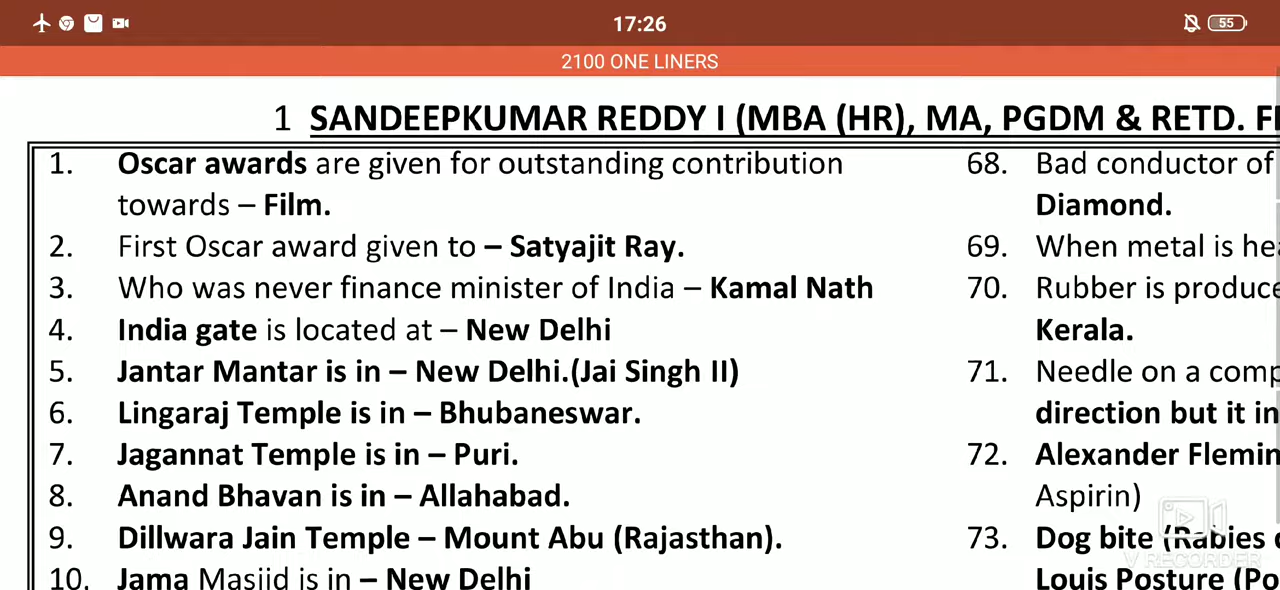 17:26
55
2100 ONE LINERS
1 SANDEEPKUMAR REDDY I (MBA (HR), MA, PGDM & RETD.
1. Oscar awards are given for outstanding contribution
towards – Film.
2. First Oscar award given to – Satyajit Ray.
3. Who was never finance minister of India – Kamal Nath
4. India gate is located at – New Delhi
5. Jantar Mantar is in – New Delhi.(Jai Singh II)
6. Lingaraj Temple is in – Bhubaneswar.
7. Jagannat Temple is in – Puri.
8. Anand Bhavan is in – Allahabad.
9. Dillwara Jain Temple – Mount Abu (Rajasthan).
10. Jama Masjid is in – New Delhi
68. Bad conductor of
Diamond.
69. When metal is
70. Rubber is
Kerala.
71. Needle on a
direction but it
72. Alexander
Aspirin)
73. Dog bite (Rabies
Louis Posture
V RECORDER